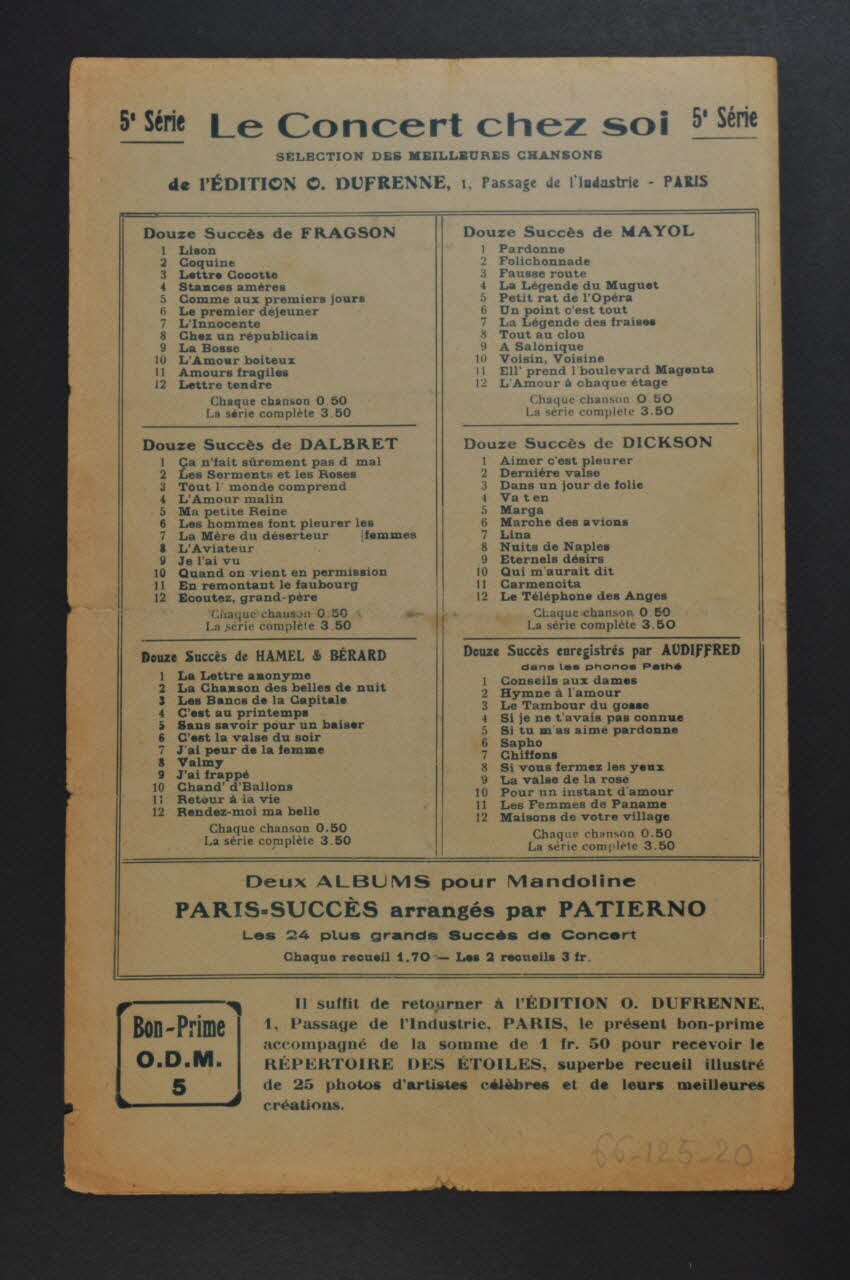 5e Série Le Concert chez soi 5e Série
SELECTION DES MEILLEURES CHANSONS
de l'ÉDITION O. DUFRENNE, 1, Passage de l'Industrie - PARIS
Douze Succès de FRAGSON
1 Lison
2 Coquine
3 Lettre Cocotte
4 Stances amères
5 Comme aux premiers jours
6 Le premier déjeuner
7 L'Innocente
8 Chez un républicain
9 La Bosse
10 L'Amour boiteux
11 Amours fragiles
12 Lettre tendre
Chaque chanson 0.50
La série complète 3.50
Douze Succès de DALBRET
1 Ça n'fait sûrement pas d mal
2 Les Serments et les Roses
3 Tout l' monde comprend
4 L'Amour malin
5 Ma petite Reine
6 Les hommes font pleurer les
7 La Mère du déserteur [femmes
8 L'Aviateur
9 Je l'ai vu
10 Quand on vient en permission
11 En remontant le faubourg
12 Ecoutez, grand-père
Chaque chanson 0.50
La série complète 3.50
Douze Succès de HAMEL & BÉRARD
1 La Lettre anonyme
2 La Chanson des belles de nuit
3 Les Bancs de la Capitale
4 C'est au printemps
5 Sans savoir pour un baiser
6 C'est la valse du soir
7 J'ai peur de la femme
8 Valmy
9 J'ai frappé
10 Chand' d'Ballons
11 Retour à la vie
12 Rendez-moi ma belle
Chaque chanson 0.50
La série complète 3.50
Douze Succès de MAYOL
1 Pardonne
2 Folichonnade
3 Fausse route
4 La Légende du Muguet
5 Petit rat de l'Opéra
6 Un point c'est tout
7 La Légende des fraises
8 Tout au clou
9 A Salonique
10 Voisin, Voisine
11 Ell' prend l boulevard Magenta
12 L'Amour à chaque étage
Chaque chanson 0.50
La série complète 3.50
Douze Succès de DICKSON
1 Aimer c'est pleurer
2 Dernière valse
3 Dans un jour de folie
4 Va t en
5 Marga
6 Marche des avions
7 Lina
8 Nuits de Naples
9 Eternels désirs
10 Qui m'aurait dit
11 Carmencita
12 Le Téléphone des Anges
Chaque chanson 0.50
La série complète 3.50
Douze Succès enregistrés par AUDIFFRED
dans les phonos Pathé
1 Conseils aux dames
2 Hymne à l'amour
3 Le Tambour du gosse
4 Si je ne t'avais pas connue
5 Si tu m'as aimé pardonne
6 Sapho
7 Chiffons
8 Si vous fermez les yeux
9 La valse de la rose
10 Pour un instant d'amour
11 Les Femmes de Paname
12 Maisons de votre village
Chaque chanson 0.50
La série complète 3.50
Deux ALBUMS pour Mandoline
PARIS-SUCCÈS arrangés par PATIERNO
Les 24 plus grands Succès de Concert
Chaque recueil 1.70 — Les 2 recueils 3 fr.
Bon-Prime
O.D.M.
5
Il suffit de retourner à l'ÉDITION O. DUFRENNE,
1, Passage de l'Industrie, PARIS, le présent bon-prime
accompagné de la somme de 1 fr. 50 pour recevoir le
RÉPERTOIRE DES ÉTOILES, superbe recueil illustré
de 25 photos d'artistes célèbres et de leurs meilleures
créations.
66-125-20